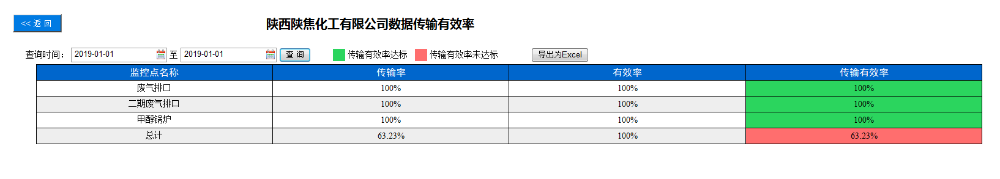 << 返 回
陕西陕焦化工有限公司数据传输有效率
查询时间： 2019-01-01 至 2019-01-01 查 询 传输有效率达标 传输有效率未达标 导出为Excel
监控点名称 传输率 有效率 传输有效率
废气排口 100% 100% 100%
二期废气排口 100% 100% 100%
甲醇锅炉 100% 100% 100%
总计 63.23% 100% 63.23%